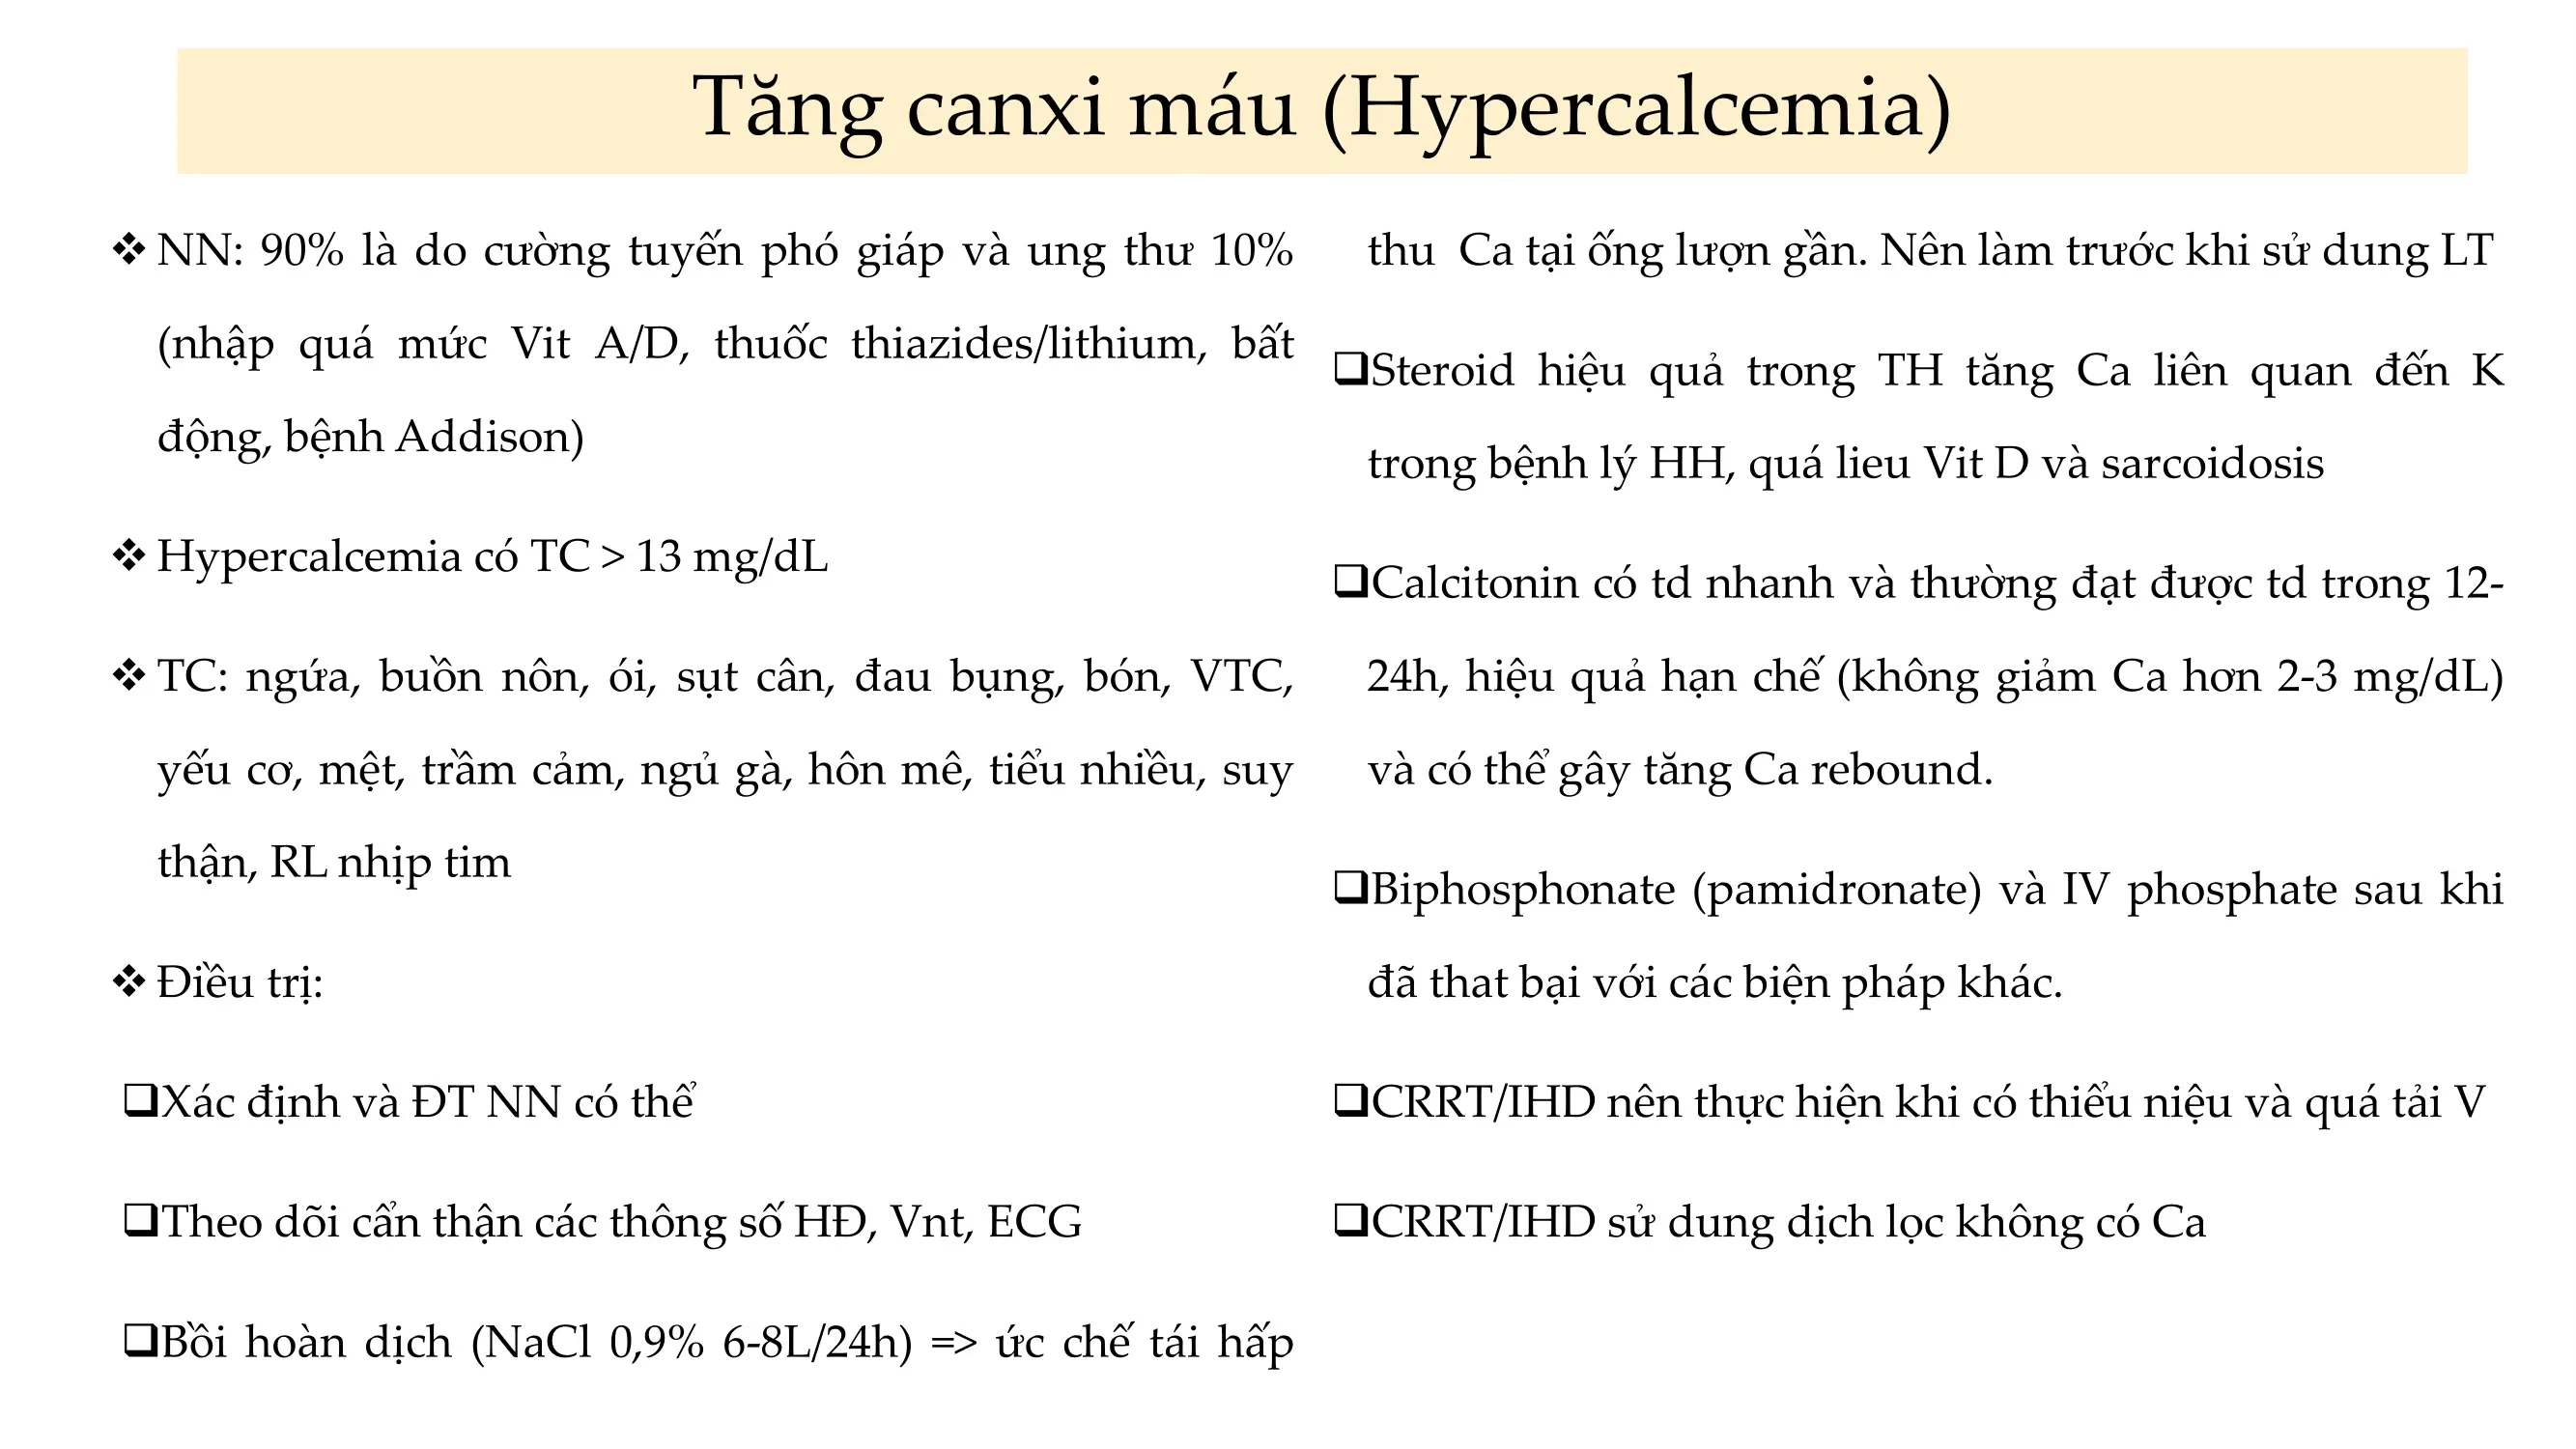 Tăng canxi máu (Hypercalcemia)
❖ NN: 90% là do cường tuyến phó giáp và ung thư 10%
(nhập quá mức Vit A/D, thuốc thiazides/lithium, bất
động, bệnh Addison)
❖ Hypercalcemia có TC > 13 mg/dL
❖ TC: ngứa, buồn nôn, ói, sụt cân, đau bụng, bón, VTC,
yếu cơ, mệt, trầm cảm, ngủ gà, hôn mê, tiểu nhiều, suy
thận, RL nhịp tim
❖ Điều trị:
❑Xác định và ĐT NN có thể
❑Theo dõi cẩn thận các thông số HĐ, Vnt, ECG
❑Bồi hoàn dịch (NaCl 0,9% 6-8L/24h) => ức chế tái hấp
thu Ca tại ống lượn gần. Nên làm trước khi sử dung LT
❑Steroid hiệu quả trong TH tăng Ca liên quan đến K
trong bệnh lý HH, quá lieu Vit D và sarcoidosis
❑Calcitonin có td nhanh và thường đạt được td trong 12-
24h, hiệu quả hạn chế (không giảm Ca hơn 2-3 mg/dL)
và có thể gây tăng Ca rebound.
❑Biphosphonate (pamidronate) và IV phosphate sau khi
đã that bại với các biện pháp khác.
❑CRRT/IHD nên thực hiện khi có thiểu niệu và quá tải V
❑CRRT/IHD sử dung dịch lọc không có Ca